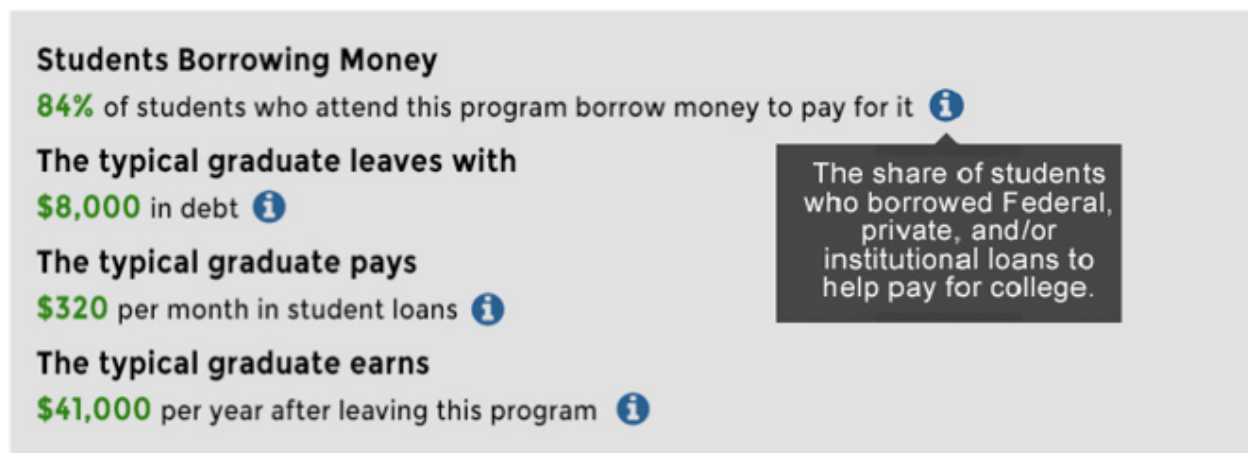 Students Borrowing Money
84% of students who attend this program borrow money to pay for it
The typical graduate leaves with
$8,000 in debt
The typical graduate pays
$320 per month in student loans
The typical graduate earns
$41,000 per year after leaving this program
The share of students
who borrowed Federal,
private, and/or
institutional loans to
help pay for college.